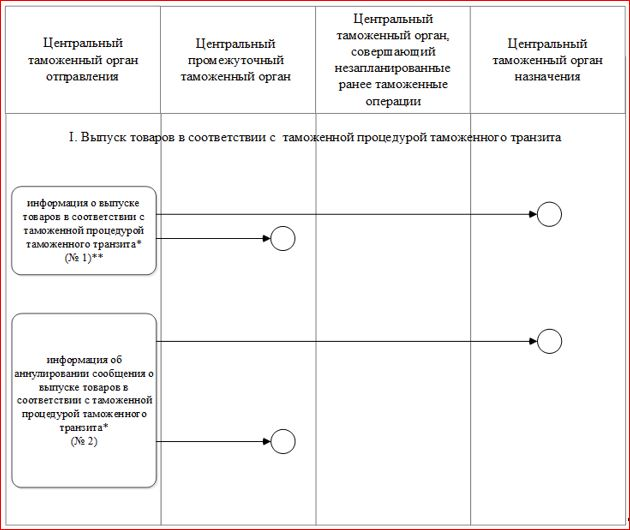 Центральный
таможенный орган
отправления
Центральный
промежуточный
таможенный орган
Центральный
таможенный орган,
совершающий
незапланированные
ранее таможенные
операции
Центральный
таможенный орган
назначения
I. Выпуск товаров в соответствии с таможенной процедурой таможенного транзита
информация о выпуске
товаров в соответствии с
таможенной процедурой
таможенного транзита*
(№ 1)**
информация об
аннулировании сообщения о
выпуске товаров в
соответствии с таможенной
процедурой таможенного
транзита*
(№ 2)